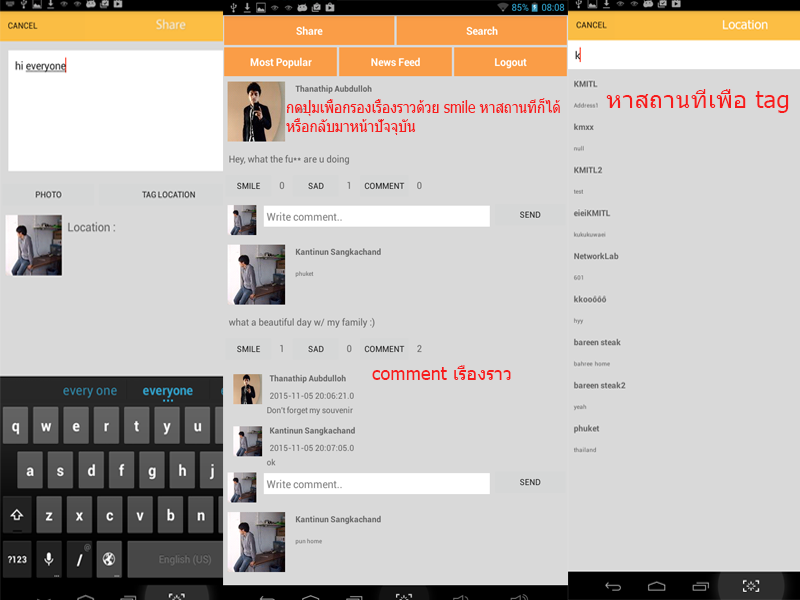 CANCEL
Share
hi everyone
PHOTO
TAG LOCATION
Location :
every one
everyone
q w e r t y u
a s d f g h j
z x c v b n
?123
/
@
English (US)
85%
08:08
Share
Search
Most Popular
News Feed
Logout
Thanathip Aubdulloh
กดปุ่มเพื่อกรองเรื่องราวด้วย smile หาสถานที่ก็ได้
หรือกลับมาหน้าปัจจุบัน
Hey, what the fu** are u doing
SMILE 0 SAD 1 COMMENT 0
Write comment..
SEND
Kantinun Sangkachand
phuket
what a beautiful day w/ my family :)
SMILE 1 SAD 0 COMMENT 2
comment เรื่องราว
Thanathip Aubdulloh
2015-11-05 20:06:21.0
Don't forget my souvenir
Kantinun Sangkachand
2015-11-05 20:07:05.0
ok
Write comment..
SEND
Kantinun Sangkachand
pun home
CANCEL
Location
k
หาสถานที่เพื่อ tag
KMITL
Address1
kmxx
null
KMITL2
test
eieiKMITL
kukukuwaei
NetworkLab
601
kkoo
hyy
bareen steak
bahree home
bareen steak2
yeah
phuket
thailand